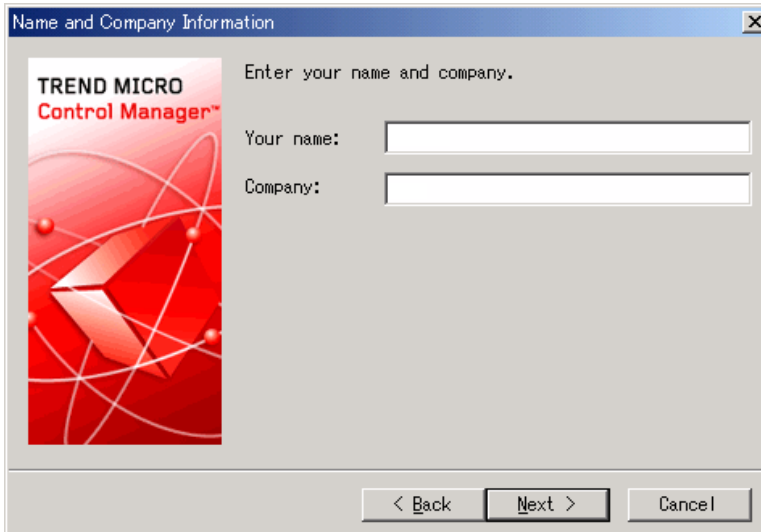 Name and Company Information
TREND MICRO
Control Manager™
Enter your name and company.
Your name:
Company:
< Back
Next >
Cancel